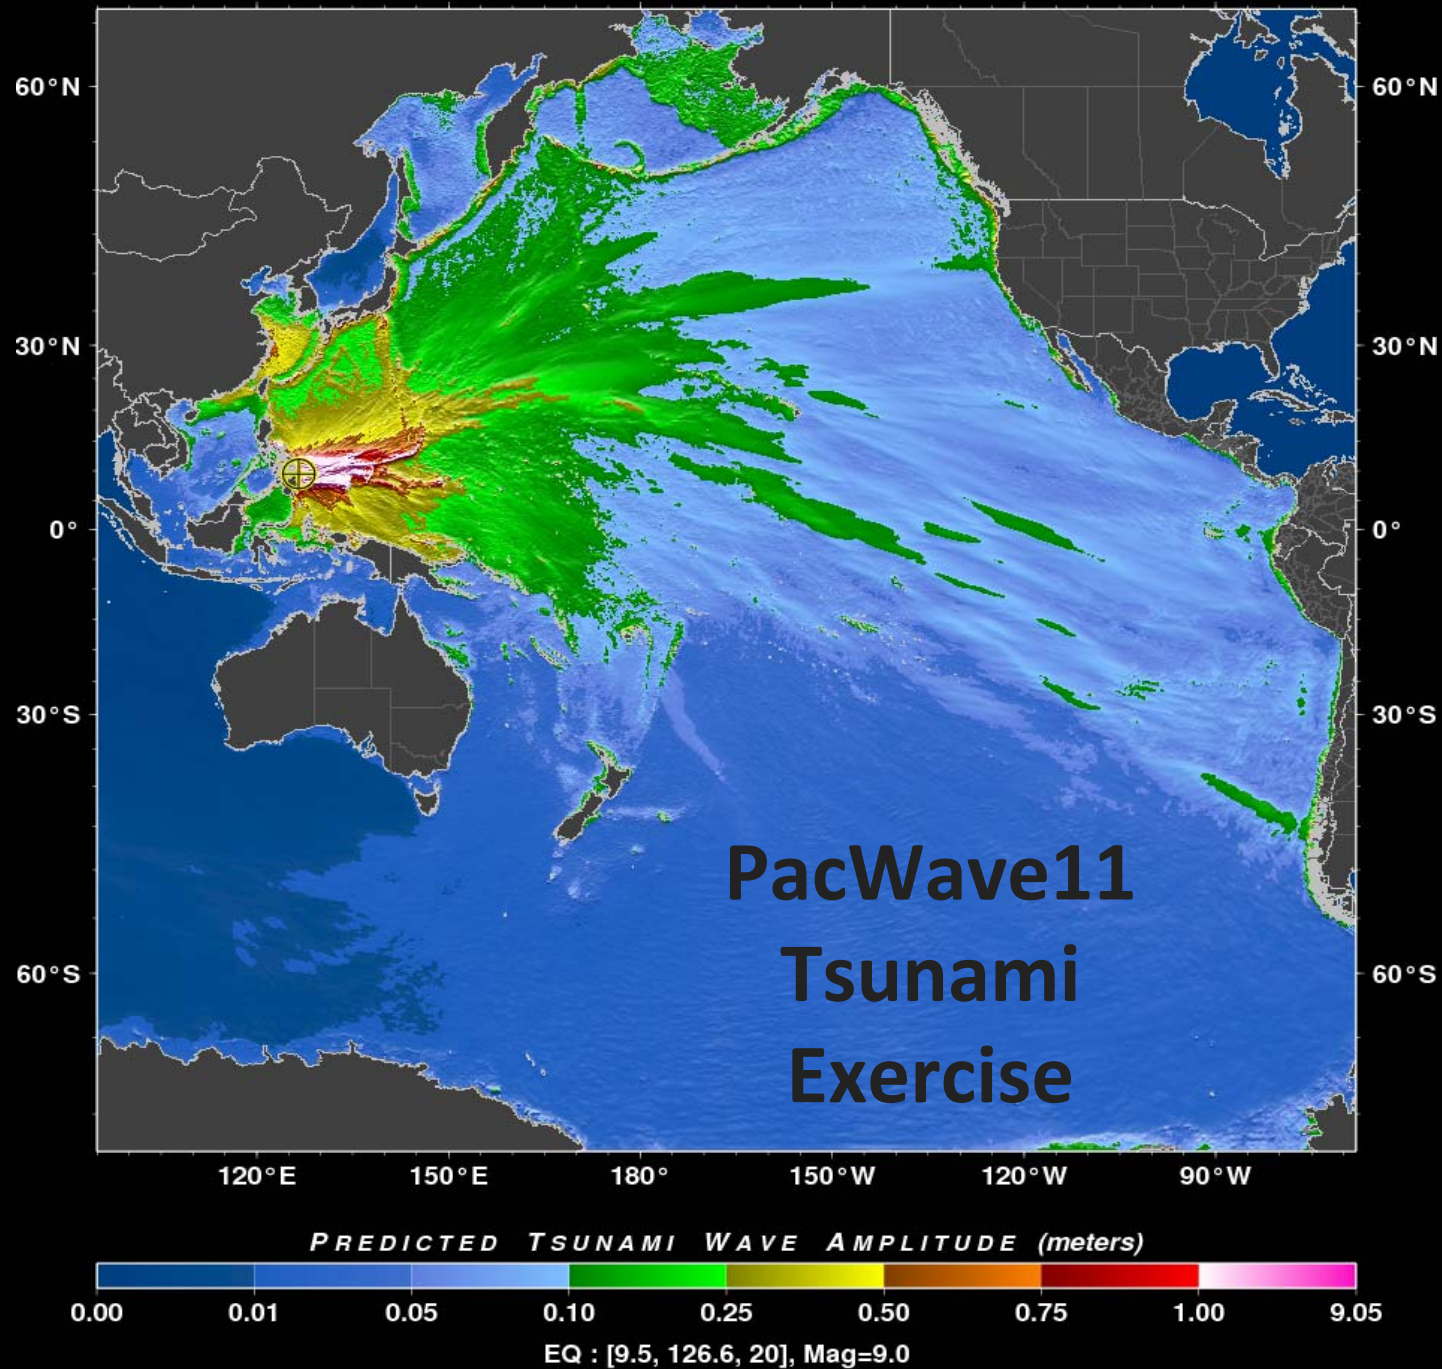 60°N 60°N
30°N 30°N
0° 0°
30°S 30°S
PacWave11
Tsunami
60°S 60°S
Exercise
120°E 150°E 180° 150°W 120°W 90°W
PREDICTED TSUNAMI WAVE AMPLITUDE (meters)
0.00 0.01 0.05 0.10 0.25 0.50 0.75 1.00 9.05
EQ : [9.5, 126.6, 20], Mag=9.0